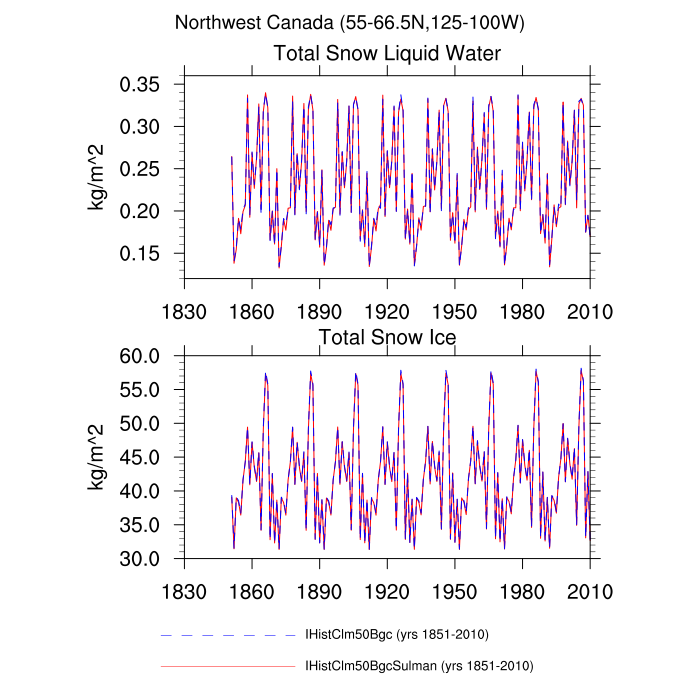 Northwest Canada (55-66.5N,125-100W)
Total Snow Liquid Water
0.35
0.30
0.25
0.20
0.15
kg/m^2
1830 1860 1890 1920 1950 1980 2010
Total Snow Ice
60.0
55.0
50.0
45.0
40.0
35.0
30.0
kg/m^2
1830 1860 1890 1920 1950 1980 2010
IHistClm50Bgc (yrs 1851-2010)
IHistClm50BgcSulman (yrs 1851-2010)